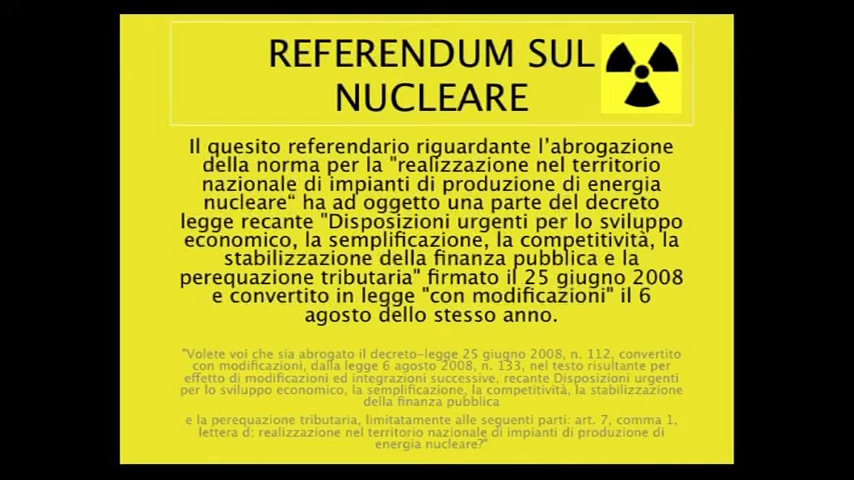 REFERENDUM SUL
NUCLEARE
Il quesito referendario riguardante l'abrogazione
della norma per la "realizzazione nel territorio
nazionale di impianti di produzione di energia
nucleare“ ha ad oggetto una parte del decreto
legge recante "Disposizioni urgenti per lo sviluppo
economico, la semplificazione, la competitività, la
stabilizzazione della finanza pubblica e la
perequazione tributaria" firmato il 25 giugno 2008
e convertito in legge "con modificazioni" il 6
agosto dello stesso anno.
"Volete voi che sia abrogato il decreto-legge 25 giugno 2008, n. 112, convertito
con modificazioni, dalla legge 6 agosto 2008, n. 133, nel testo risultante per
effetto di modificazioni ed integrazioni successive, recante Disposizioni urgenti
per lo sviluppo economico, la semplificazione, la competitività, la stabilizzazione
della finanza pubblica
e la perequazione tributaria, limitatamente alle seguenti parti: art. 7, comma 1,
lettera d: realizzazione nel territorio nazionale di impianti di produzione di
energia nucleare?"